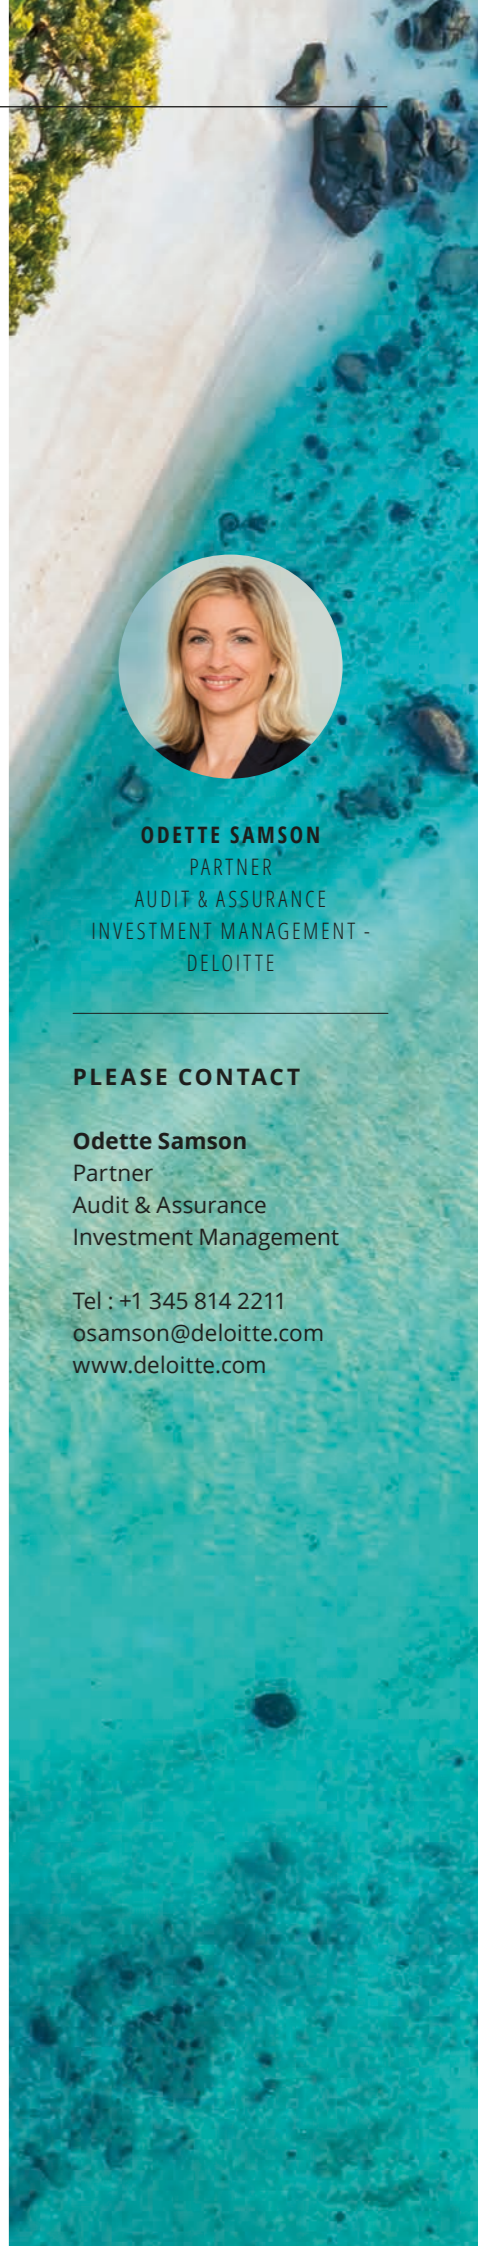 ODETTE SAMSON
PARTNER
AUDIT & ASSURANCE
INVESTMENT MANAGEMENT -
DELOITTE
PLEASE CONTACT
Odette Samson
Partner
Audit & Assurance
Investment Management
Tel : +1 345 814 2211
osamson@deloitte.com
www.deloitte.com